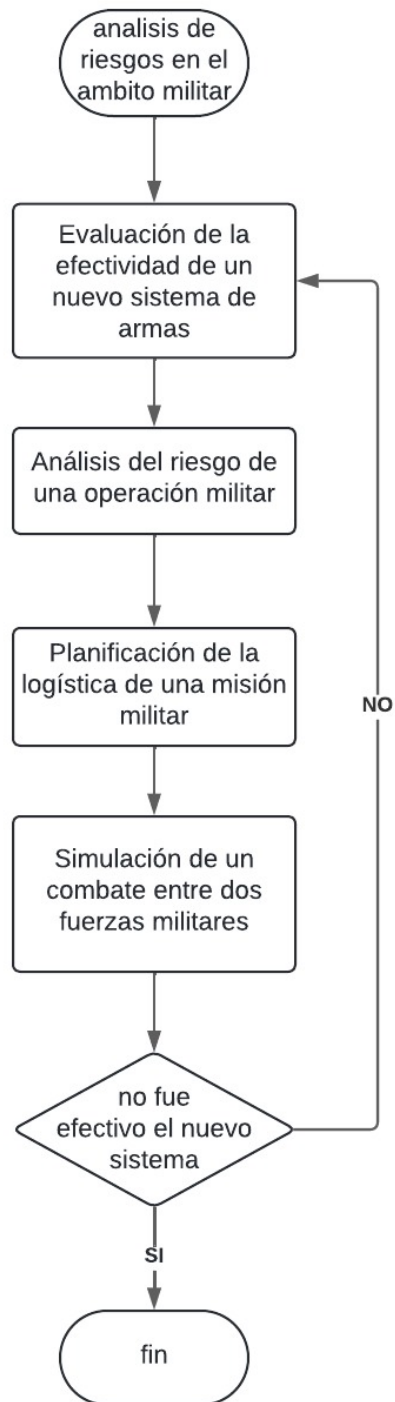 analisis de
riesgos en el
ambito militar
Evaluación de la
efectividad de un
nuevo sistema de
armas
Análisis del riesgo de
una operación militar
Planificación de la
logística de una misión
militar
NO
Simulación de un
combate entre dos
fuerzas militares
no fue
efectivo el nuevo
sistema
SI
fin